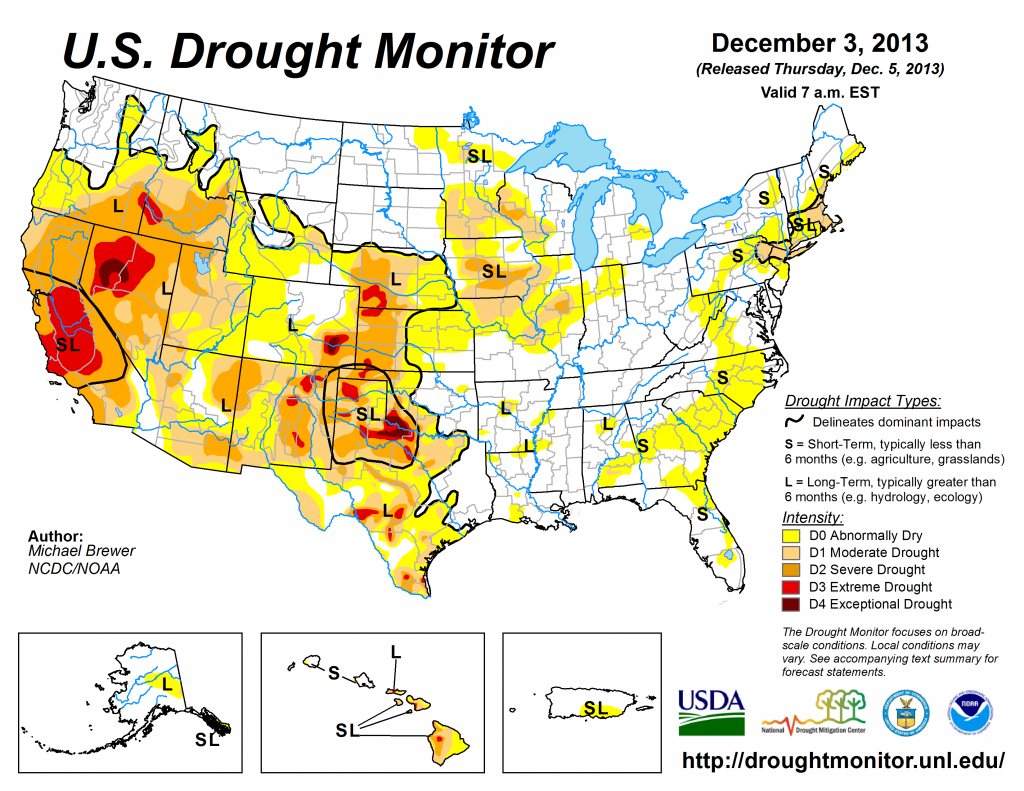 U.S. Drought Monitor
December 3, 2013
(Released Thursday, Dec. 5, 2013)
Valid 7 a.m. EST
SL
S
S
L
SL
S
L
L
SL
L
L
SL
S
L
SL
L
L
L
S
L
S
Drought Impact Types:
Delineates dominant impacts
S = Short-Term, typically less than
6 months (e.g. agriculture, grasslands)
L = Long-Term, typically greater than
6 months (e.g. hydrology, ecology)
Intensity:
D0 Abnormally Dry
D1 Moderate Drought
D2 Severe Drought
D3 Extreme Drought
D4 Exceptional Drought
Author:
Michael Brewer
NCDC/NOAA
The Drought Monitor focuses on broad-
scale conditions. Local conditions may
vary. See accompanying text summary for
forecast statements.
L
SL
L
S
SL
SL
USDA
National Drought Mitigation Center
NOAA
http://droughtmonitor.unl.edu/